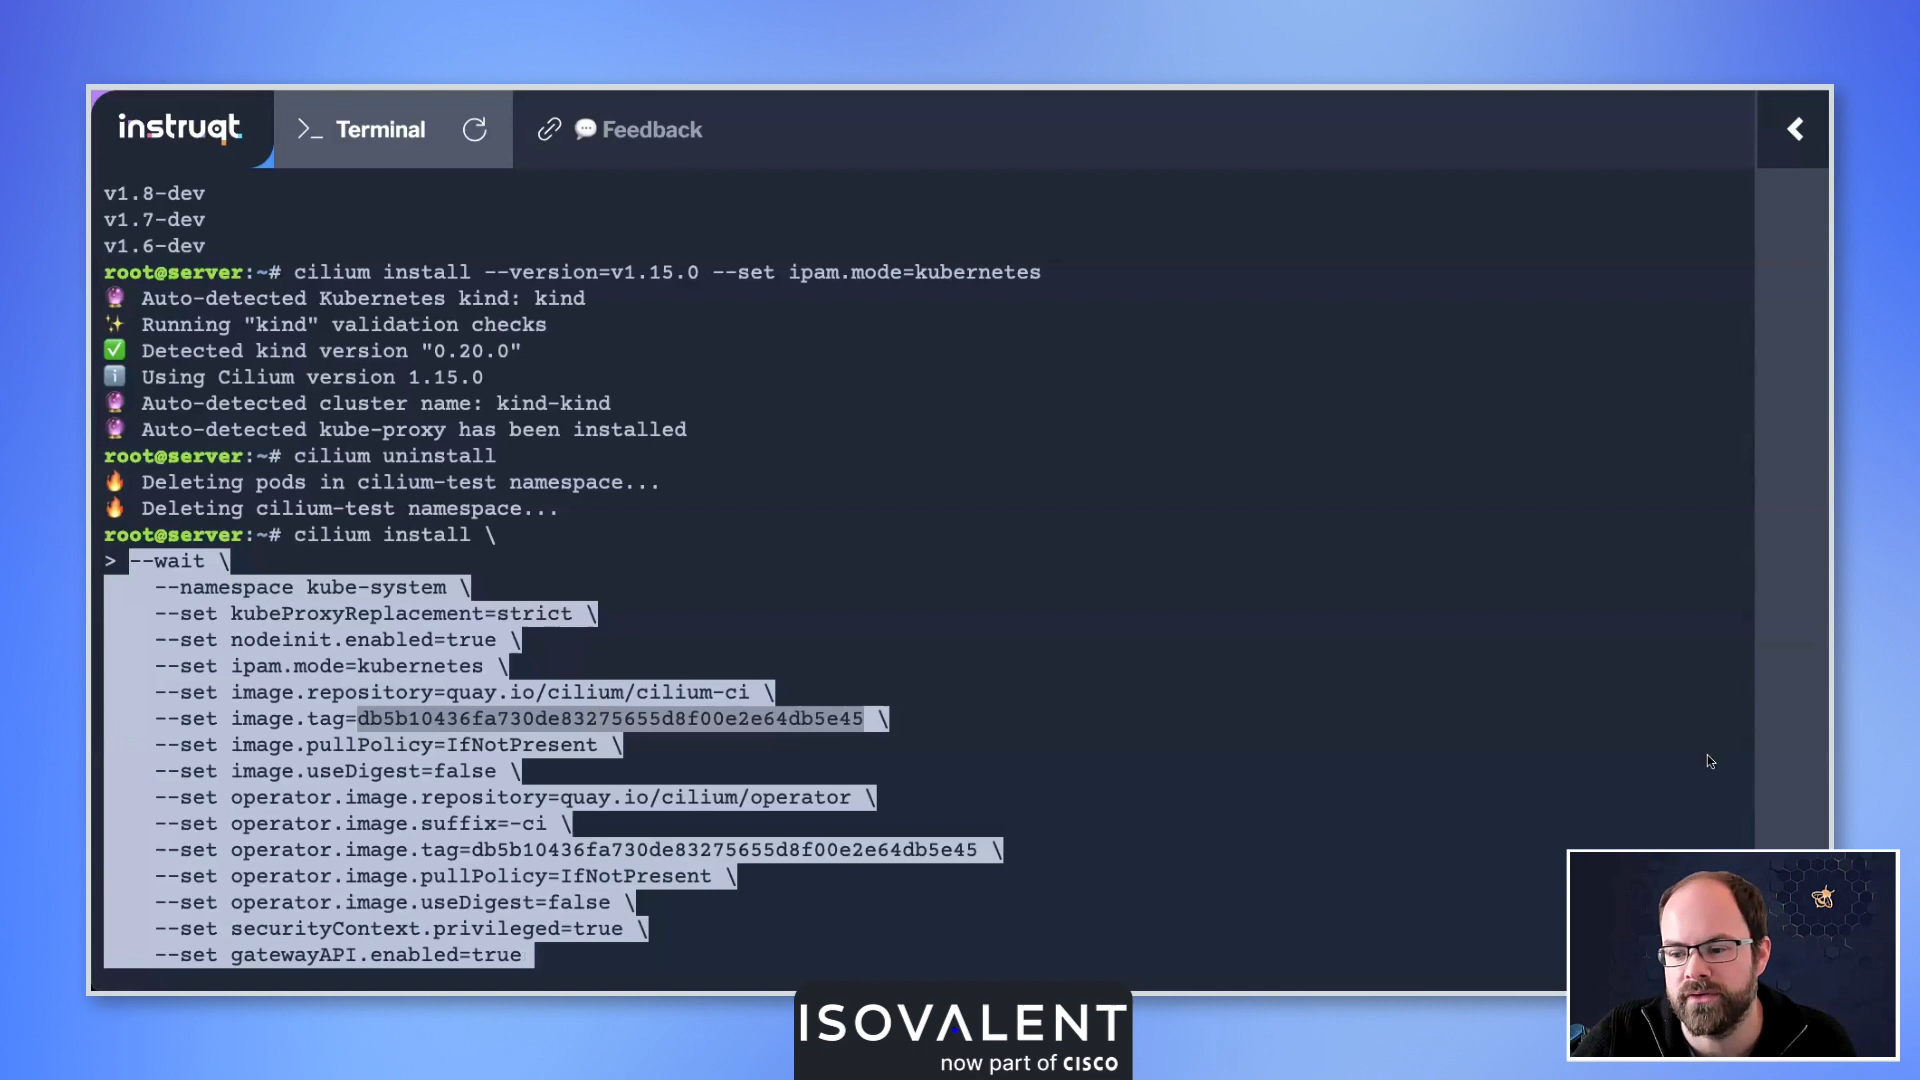 instruqt
>_ Terminal
Feedback
v1.8-dev
v1.7-dev
v1.6-dev
root@server:~# cilium install --version=v1.15.0 --set ipam.mode=kubernetes
Auto-detected Kubernetes kind: kind
Running "kind" validation checks
Detected kind version "0.20.0"
Using Cilium version 1.15.0
Auto-detected cluster name: kind-kind
Auto-detected kube-proxy has been installed
root@server:~# cilium uninstall
Deleting pods in cilium-test namespace...
Deleting cilium-test namespace...
root@server:~# cilium install \
> --wait \
--namespace kube-system \
--set kubeProxyReplacement=strict \
--set nodeinit.enabled=true \
--set ipam.mode=kubernetes \
--set image.repository=quay.io/cilium/cilium-ci \
--set image.tag=db5b10436fa730de83275655d8f00e2e64db5e45 \
--set image.pullPolicy=IfNotPresent \
--set image.useDigest=false \
--set operator.image.repository=quay.io/cilium/operator \
--set operator.image.suffix=-ci \
--set operator.image.tag=db5b10436fa730de83275655d8f00e2e64db5e45 \
--set operator.image.pullPolicy=IfNotPresent \
--set operator.image.useDigest=false \
--set securityContext.privileged=true \
--set gatewayAPI.enabled=true
ISOVALENT
now part of CISCO